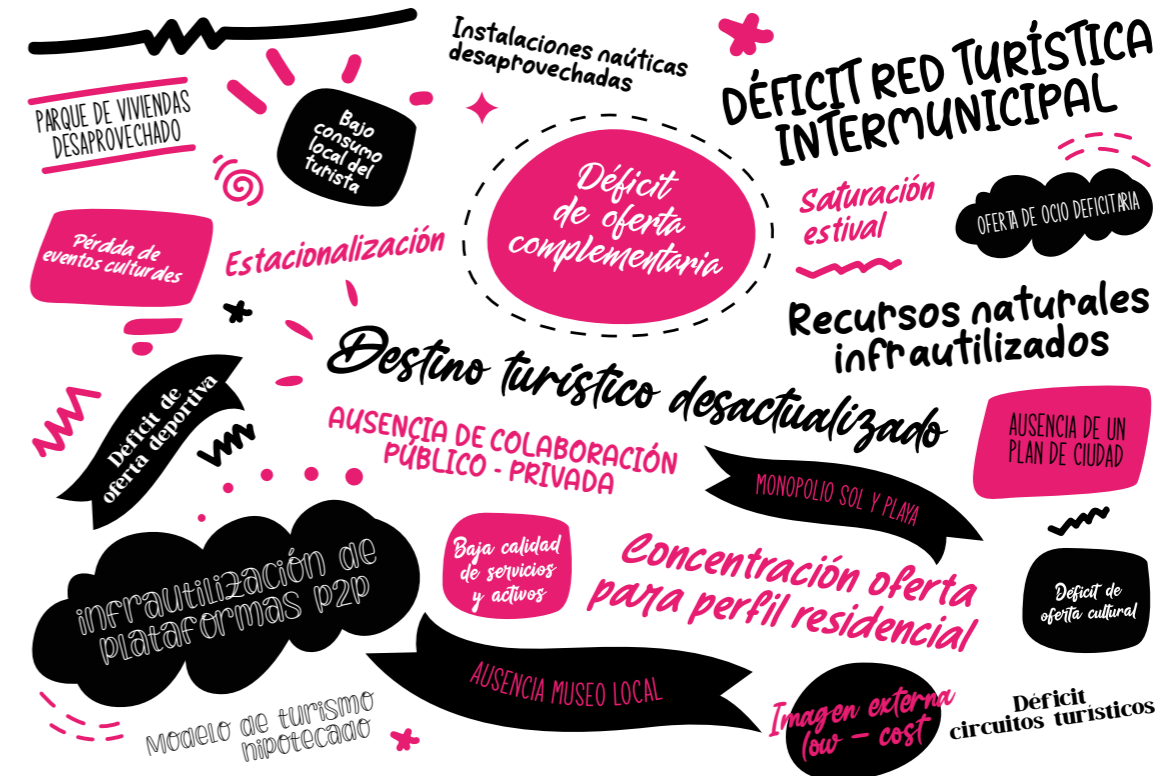 Instalaciones naúticas
desaprovechadas
DÉFICIT RED TURÍSTICA
INTERMUNICIPAL
PARQUE DE VIVIENDAS
DESAPROVECHADO
Bajo
consumo
local del
turista
Déficit
de oferta
complementaria
Saturación
estival
OFERTA DE OCIO DEFICITARIA
Pérdida de
eventos culturdes
Estacionalización
Recursos naturales
infrautilizados
Destino turístico desactualizado
Déficit de
oferta deportiva
AUSENCIA DE COLABORACIÓN
PÚBLICO - PRIVADA
AUSENCIA DE UN
PLAN DE CIUDAD
MONOPOLIO SOL Y PLAYA
infrautilización de
plataformas p2p
Baja calidad
de servicios
y activos
Concentración oferta
para perfil residencial
Deficit de
oferta cultural
AUSENCIA MUSEO LOCAL
Modelo de turismo
hipotecado
Imagen externa
low - cost
Déficit
circuitos turísticos